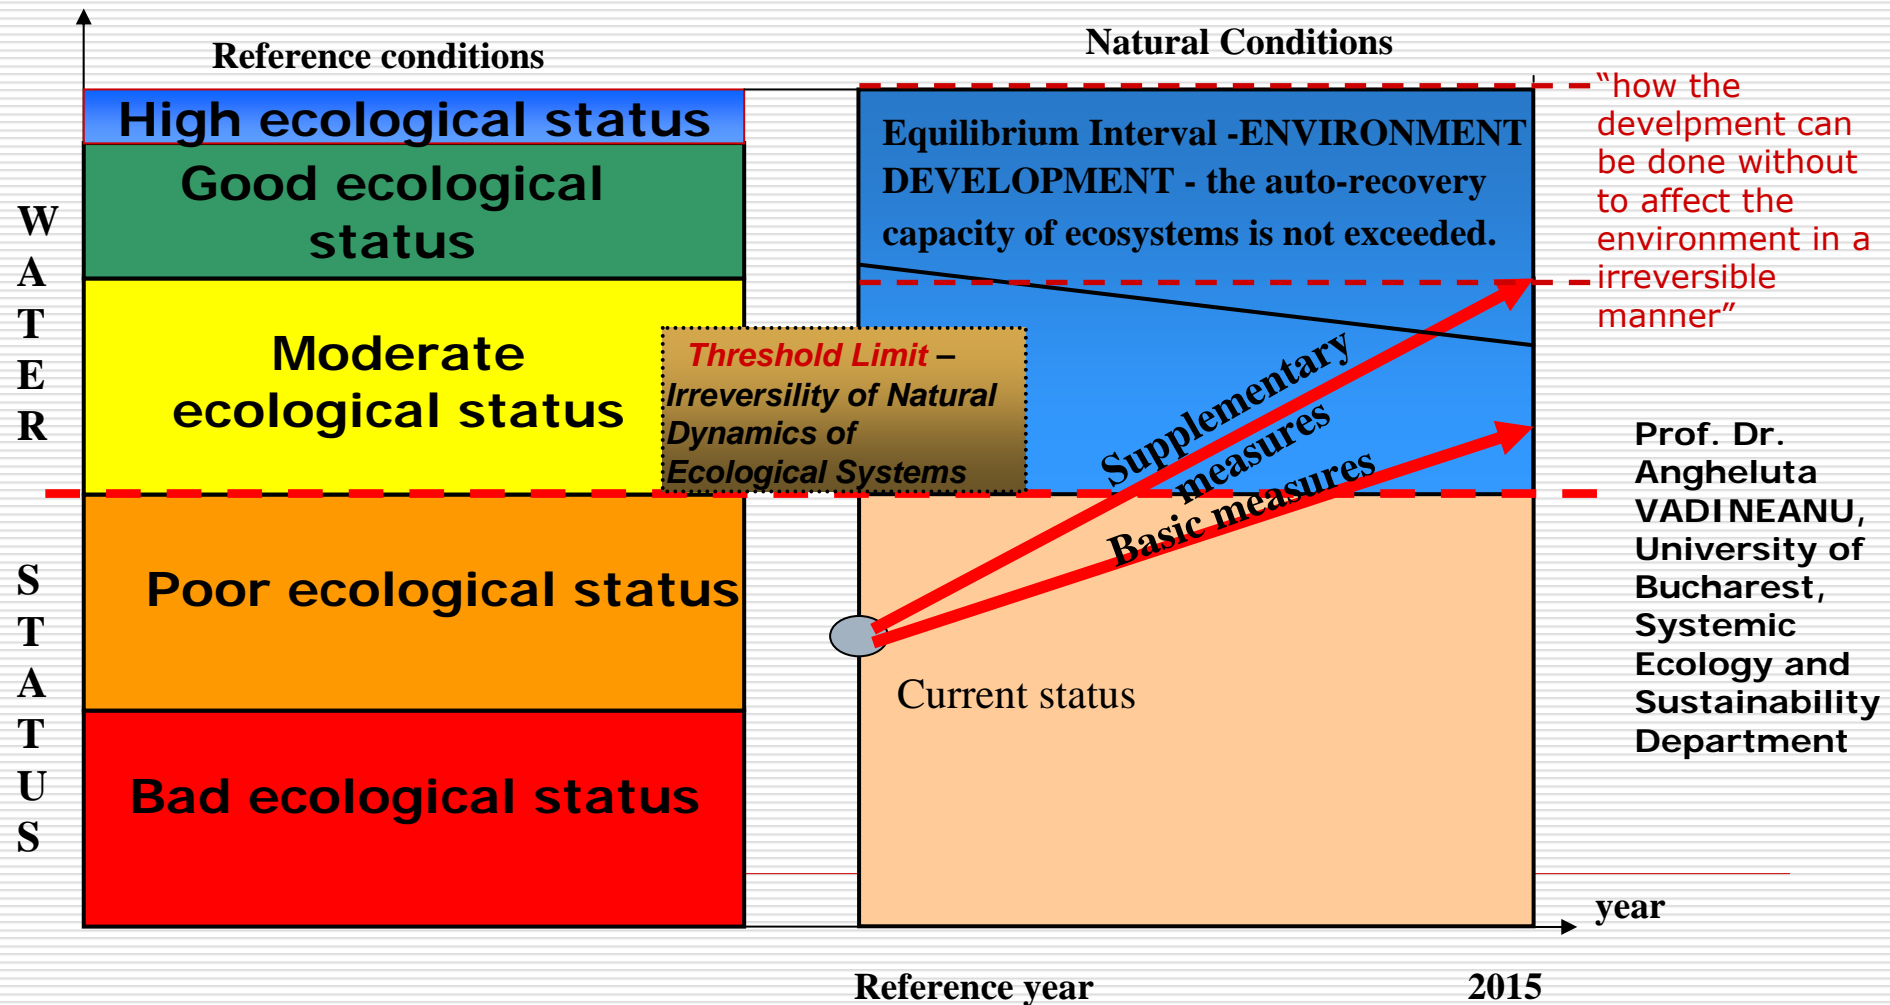 Reference conditions
Natural Conditions
WATER
STATUS
High ecological status
Good ecological
status
Moderate
ecological status
Poor ecological status
Bad ecological status
Threshold Limit –
Irreversility of Natural
Dynamics of
Ecological Systems
Equilibrium Interval -ENVIRONMENT
DEVELOPMENT - the auto-recovery
capacity of ecosystems is not exceeded.
Supplementary
measures
Basic measures
Current status
“how the
develpment can
be done without
to affect the
environment in a
irreversible
manner”
Prof. Dr.
Angheluta
VADINEANU,
University of
Bucharest,
Systemic
Ecology and
Sustainability
Department
year
Reference year
2015